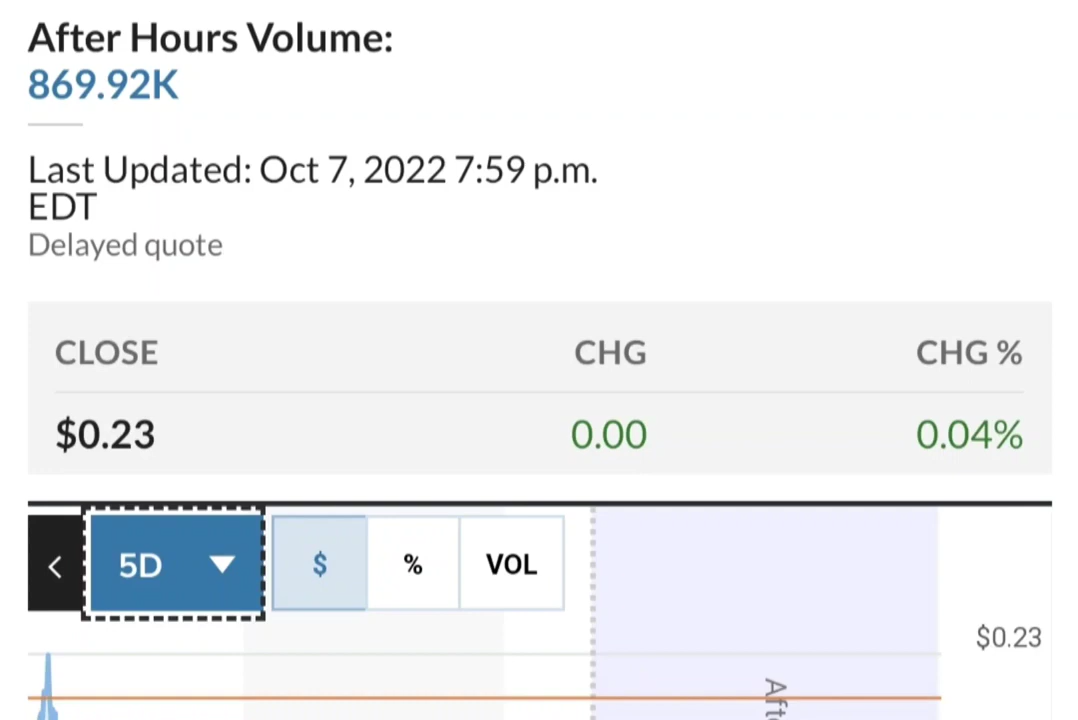 After Hours Volume:
869.92K
Last Updated: Oct 7, 2022 7:59 p.m.
EDT
Delayed quote
CLOSE CHG CHG %
$0.23 0.00 0.04%
5D $ % VOL
$0.23